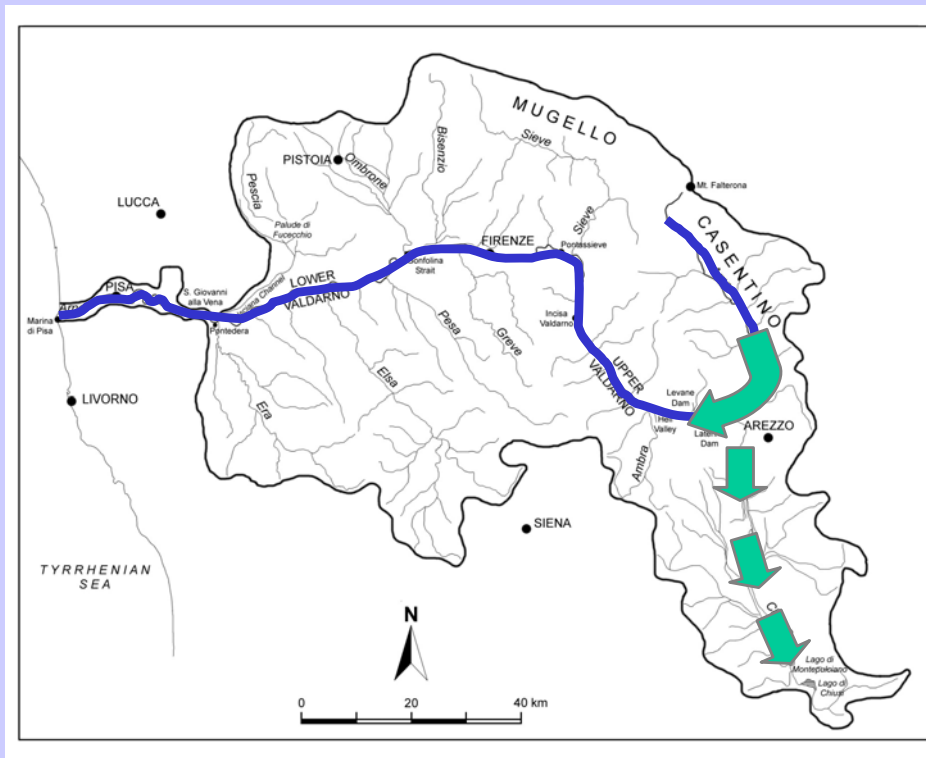 MUGELLO
Sieve
Bisenzio
PISTOIA
Ombrone
Mt. Falterona
Pescia
LUCCA
CASENTINO
Palude di
Fucecchio
Sieve
FIRENZE
Pontassieve
Strait
PISA
S. Giovanni
alla Vena
Channel
LOWER
VALDARNO
Marina
di Pisa
Pontedera
Incisa
Valdarno
Pesa
Greve
UPPER
VALDARNO
Elsa
Levane
Dam
LIVORNO
Era
Valley
Dam
AREZZO
Ambra
SIENA
TYRRHENIAN
SEA
N
Lago di
Lago di
Chiusi
0 20 40 km